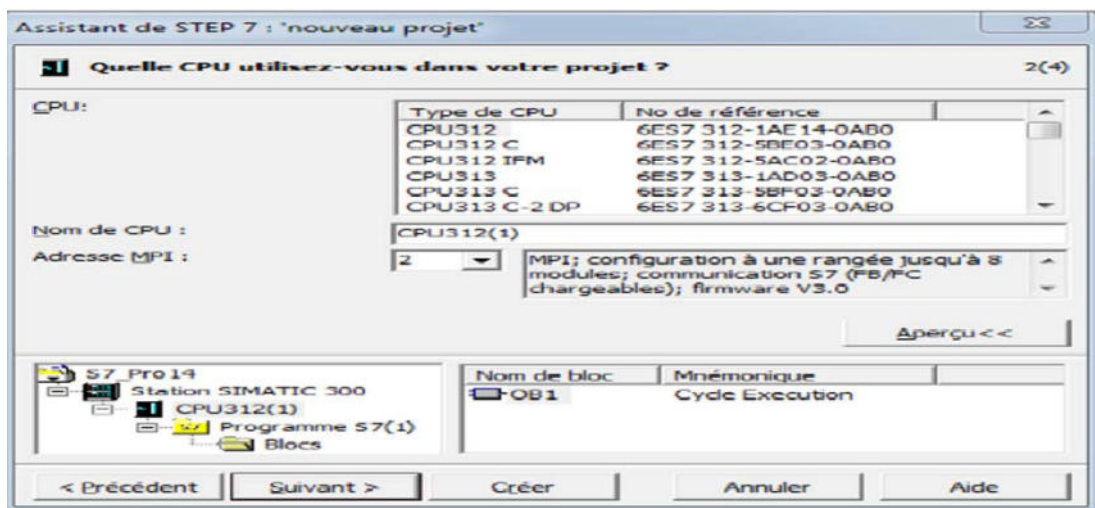 Assistant de STEP 7 : "nouveau projet"
Quelle CPU utilisez-vous dans votre projet ? 2(4)
CPU:
Type de CPU No de référence
CPU312 6ES7 312-1AE14-0AB0
CPU312 C 6ES7 312-5BE03-0AB0
CPU312 IFM 6ES7 312-5AC02-0AB0
CPU313 6ES7 313-1AD03-0AB0
CPU313 C 6ES7 313-5BF03-0AB0
CPU313 C-2 DP 6ES7 313-6CF03-0AB0
Nom de CPU : CPU312(1)
Adresse MPI : 2
MPI; configuration à une rangée jusqu'à 8
modules; communication S7 (FB/FC
chargeables); firmware V3.0
Aperçu<<
S7_Pro14
Station SIMATIC 300
CPU312(1)
Programme S7(1)
Blocs
Nom de bloc Mnémonique
OB1 Cycle Execution
< Précédent Suivant > Créer Annuler Aide